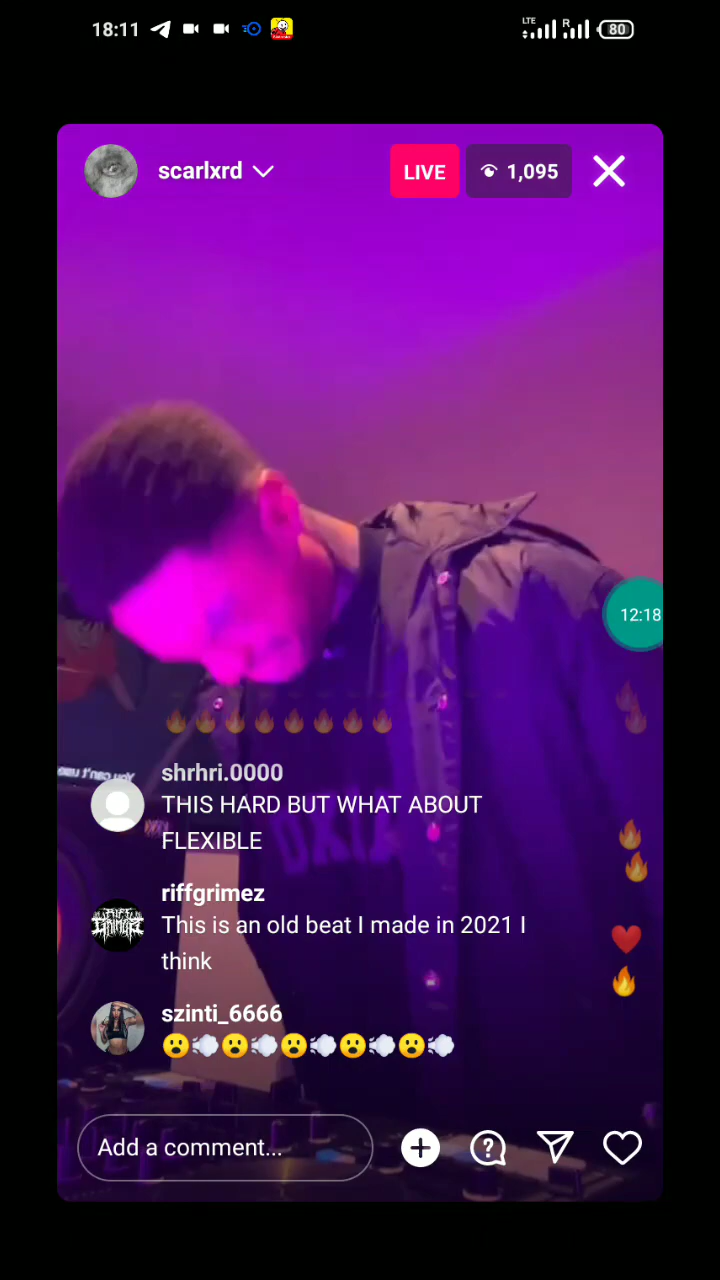 18:11
LTE
R
80
scarlxrd
LIVE
1,095
12:18
shrhri.0000
THIS HARD BUT WHAT ABOUT
FLEXIBLE
riffgrimez
This is an old beat I made in 2021 I
think
szinti_6666
😮💨😮💨😮💨😮💨😮💨
Add a comment...